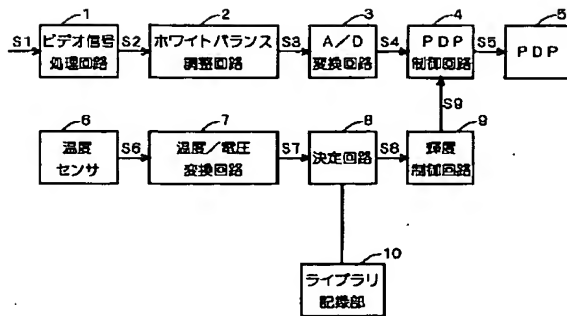 1
2
3
4
5
S1
ビデオ信号
処理回路
S2
ホワイトバランス
調整回路
S3
A/D
変換回路
S4
PDP
制御回路
S5
PDP
S9
6
7
8
9
温度
センサ
S6
温度/電圧
変換回路
S7
決定回路
S8
輝度
制御回路
10
ライブラリ
記録部